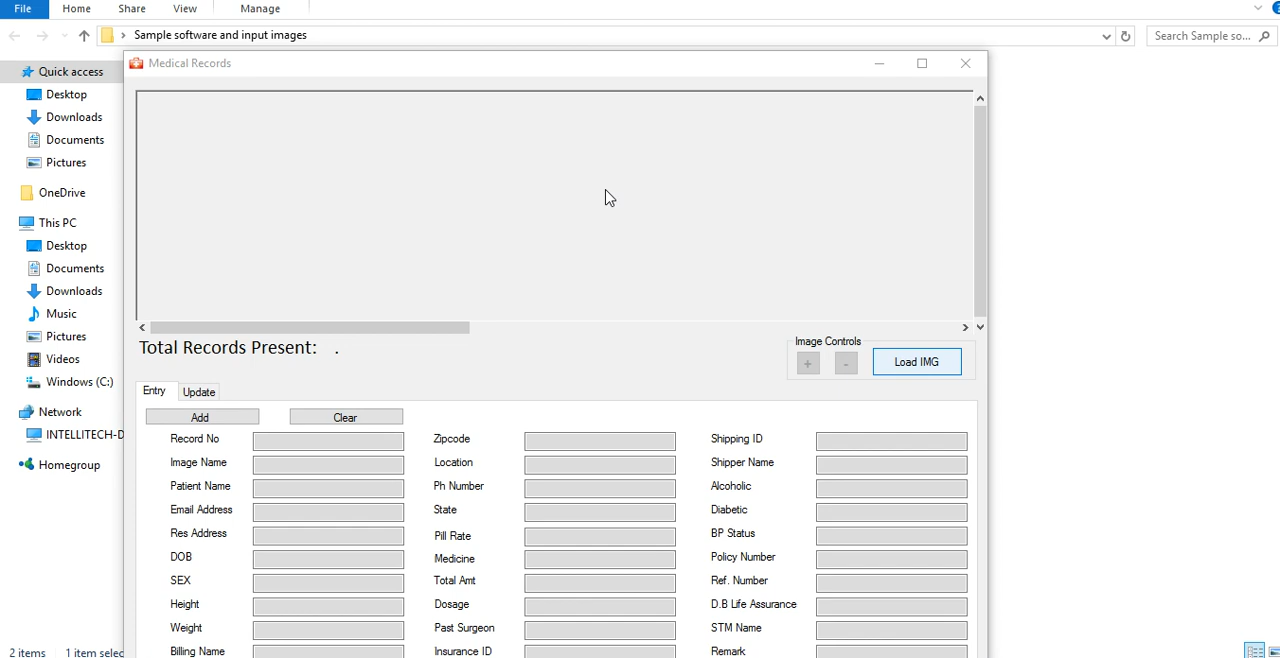 File Home Share View Manage
Sample software and input images
Search Sample so...
Medical Records
Quick access
Desktop
Downloads
Documents
Pictures
OneDrive
This PC
Desktop
Documents
Downloads
Music
Pictures
Videos
Windows (C:)
Network
INTELLITECH-D
Homegroup
2 items 1 item selec
Total Records Present: .
Image Controls
+ - Load IMG
Entry Update
Add Clear
Record No Zipcode Shipping ID
Image Name Location Shipper Name
Patient Name Ph Number Alcoholic
Email Address State Diabetic
Res Address Pill Rate BP Status
DOB Medicine Policy Number
SEX Total Amt Ref. Number
Height Dosage D.B Life Assurance
Weight Past Surgeon STM Name
Billing Name Insurance ID Remark